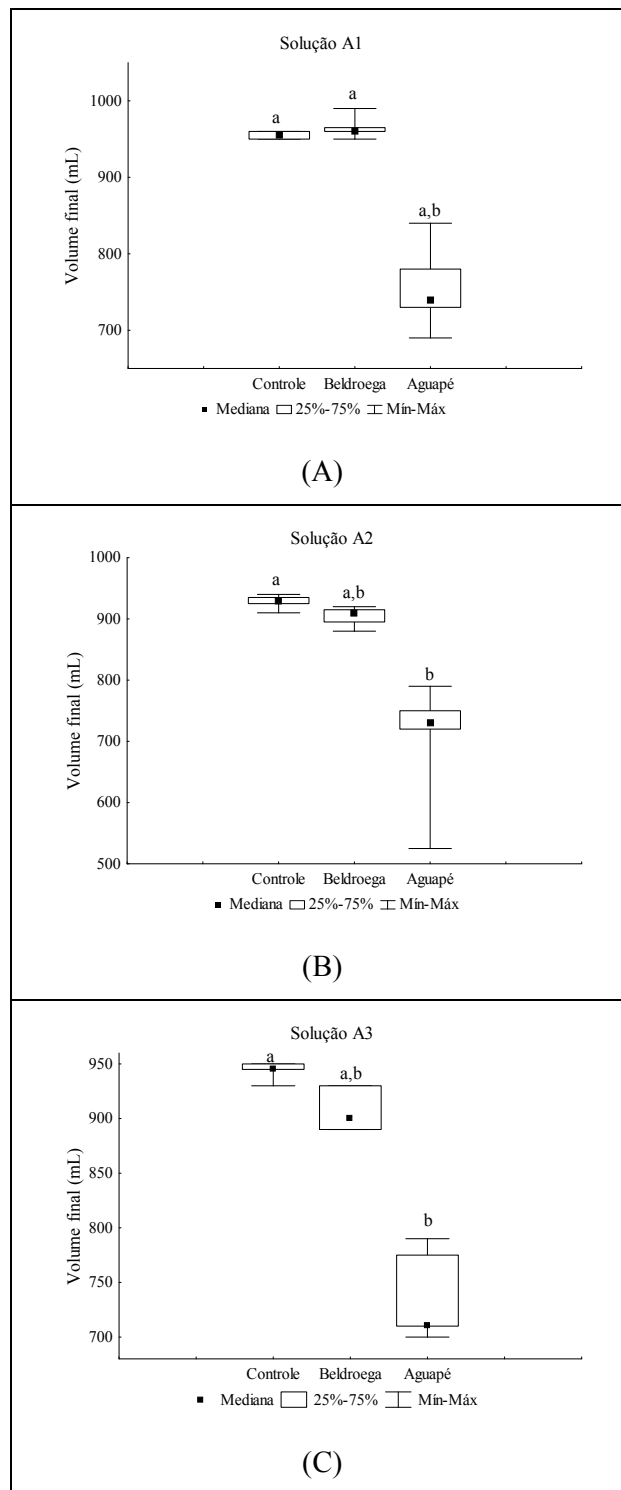 Solução A1
1000
900
800
700
Volume final (mL)
a
a
a,b
Controle Beldroega Aguapé
Mediana 25%-75% Mín-Máx
(A)
Solução A2
1000
900
800
700
600
500
Volume final (mL)
a
a,b
b
Controle Beldroega Aguapé
Mediana 25%-75% Mín-Máx
(B)
Solução A3
950
900
850
800
750
700
Volume final (mL)
a
a,b
b
Controle Beldroega Aguapé
Mediana 25%-75% Mín-Máx
(C)